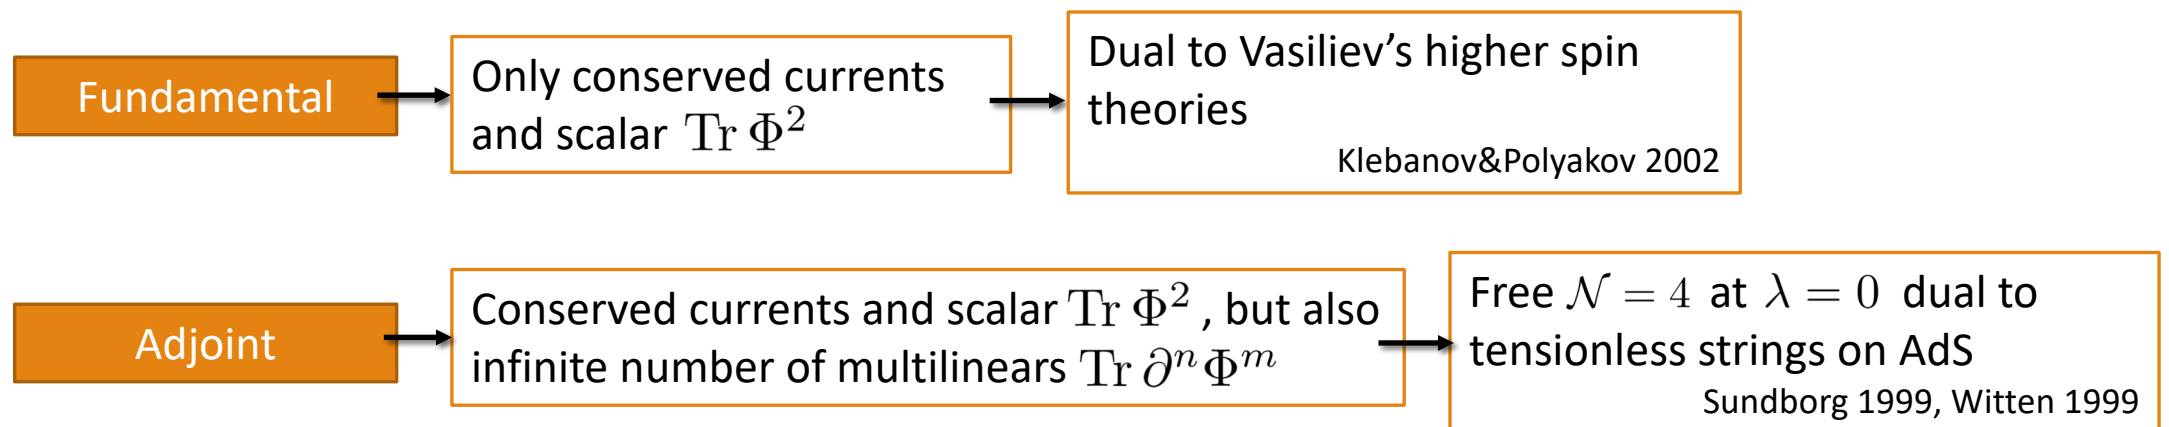 Fundamental
Only conserved currents
and scalar Tr Φ²
Dual to Vasiliev’s higher spin
theories
Klebanov&Polyakov 2002
Adjoint
Conserved currents and scalar Tr Φ² , but also
infinite number of multilinears Tr ∂ⁿΦᵐ
Free 𝒩 = 4 at λ = 0 dual to
tensionless strings on AdS
Sundborg 1999, Witten 1999